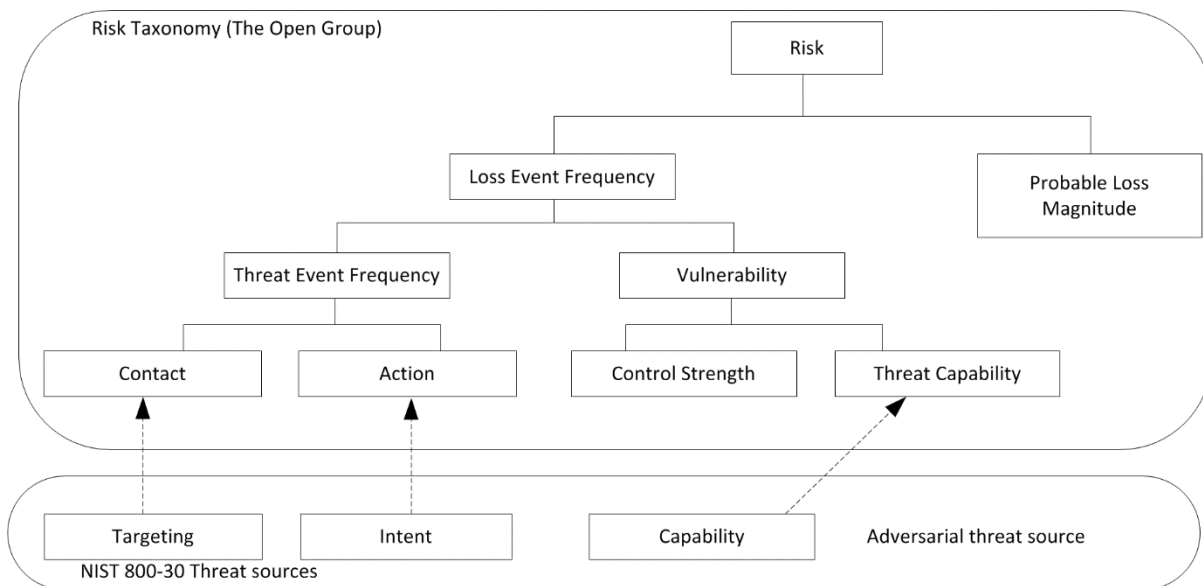 Risk Taxonomy (The Open Group)
Risk
Loss Event Frequency
Probable Loss
Magnitude
Threat Event Frequency
Vulnerability
Contact
Action
Control Strength
Threat Capability
Targeting
Intent
Capability
Adversarial threat source
NIST 800-30 Threat sources